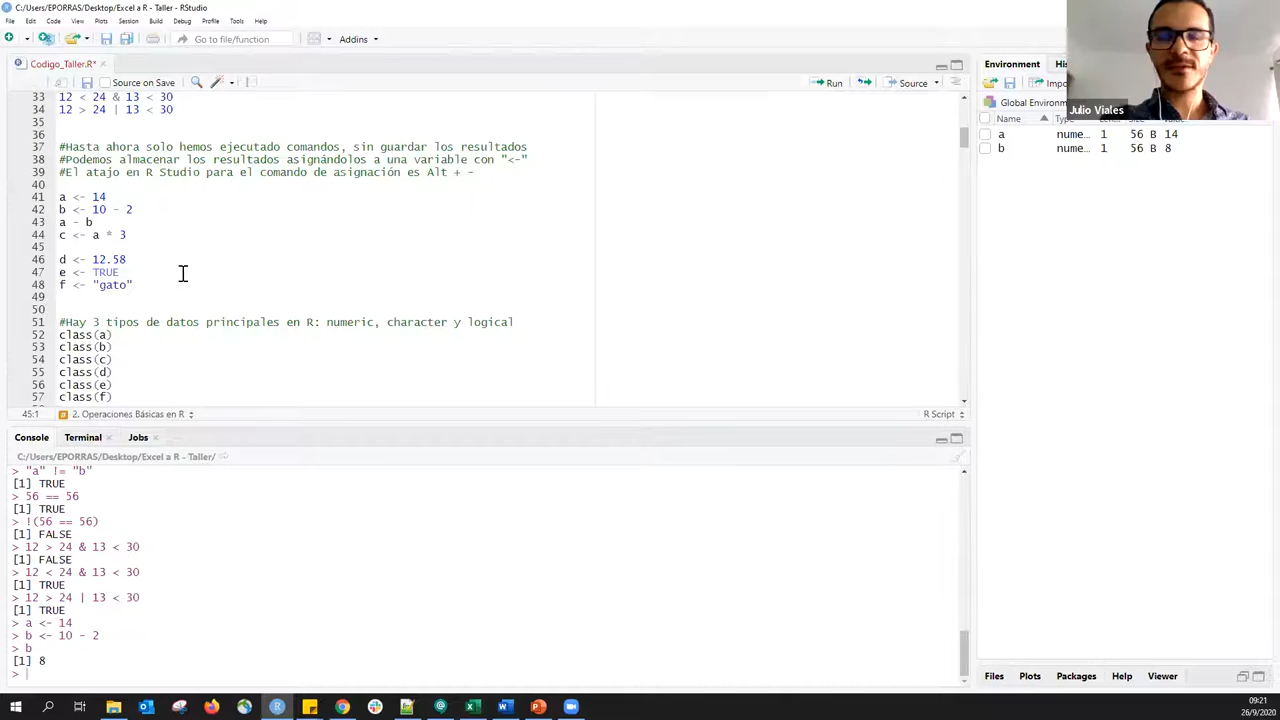 C:/Users/EPORRAS/Desktop/Excel a R - Taller - RStudio
File Edit Code View Plots Session Build Debug Profile Tools Help
Go to file/function Addins
Codigo_Taller.R*
Source on Save Run Source
33 12 < 24 & 13 < 30
34 12 > 24 | 13 < 30
35
36
37 #Hasta ahora solo hemos ejecutado comandos, sin guardar los resultados
38 #Podemos almacenar los resultados asignándolos a una variable con "<-"
39 #El atajo en R Studio para el comando de asignación es Alt + -
40
41 a <- 14
42 b <- 10 - 2
43 a - b
44 c <- a * 3
45
46 d <- 12.58
47 e <- TRUE
48 f <- "gato"
49
50
51 #Hay 3 tipos de datos principales en R: numeric, character y logical
52 class(a)
53 class(b)
54 class(c)
55 class(d)
56 class(e)
57 class(f)
45:1 2. Operaciones Básicas en R R Script
Console Terminal Jobs
C:/Users/EPORRAS/Desktop/Excel a R - Taller/
> "a" != "b"
[1] TRUE
> 56 == 56
[1] TRUE
> !(56 == 56)
[1] FALSE
> 12 > 24 & 13 < 30
[1] FALSE
> 12 < 24 & 13 < 30
[1] TRUE
> 12 > 24 | 13 < 30
[1] TRUE
> a <- 14
> b <- 10 - 2
> b
[1] 8
>
Julio Viales
Environment
Global Environ
Name Type
a nume... 1 56 B 14
b nume... 1 56 B 8
Files Plots Packages Help Viewer
09:21
26/9/2020